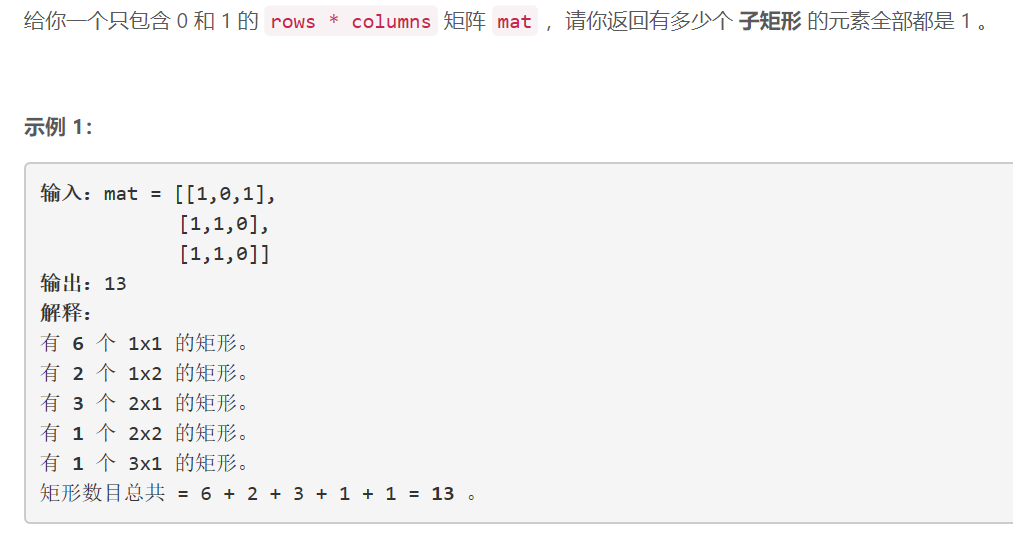 给你一个只包含 0 和 1 的 rows * columns 矩阵 mat ，请你返回有多少个 子矩形 的元素全部都是 1 。
示例 1：
输入：mat = [[1,0,1],
[1,1,0],
[1,1,0]]
输出：13
解释：
有 6 个 1x1 的矩形。
有 2 个 1x2 的矩形。
有 3 个 2x1 的矩形。
有 1 个 2x2 的矩形。
有 1 个 3x1 的矩形。
矩形数目总共 = 6 + 2 + 3 + 1 + 1 = 13 。